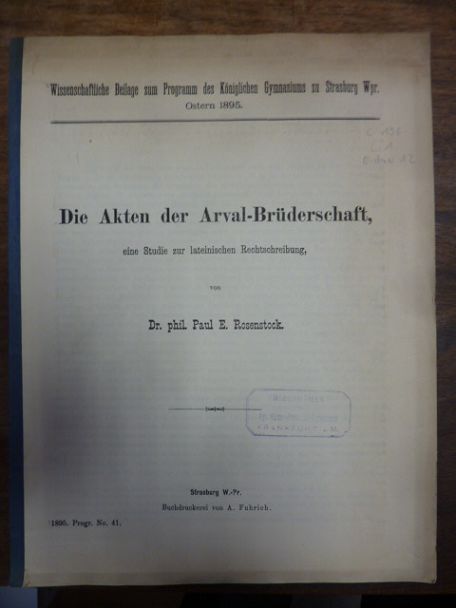 Wissenschaftliche Beilage zum Programm des Königlichen Gymnasiums zu Strasburg Wpr.
Ostern 1895.
Die Akten der Arval-Brüderschaft,
eine Studie zur lateinischen Rechtschreibung,
von
Dr. phil. Paul E. Rosenstock.
FRANKFURT a.M.
Strasburg W.-Pr.
Buchdruckerei von A. Fuhrich.
1895. Progr. No. 41.